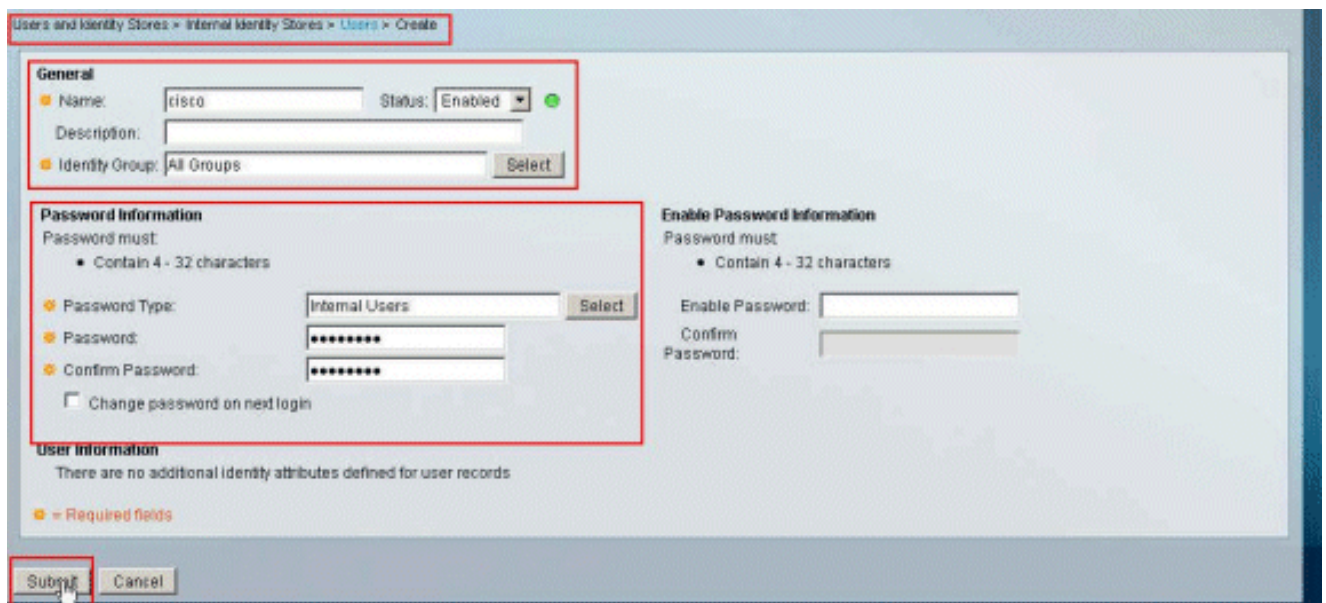 Users and Identity Stores > Internal Identity Stores > Users > Create
General
Name: cisco Status: Enabled
Description:
Identity Group: All Groups Select
Password Information
Password must:
• Contain 4 - 32 characters
Password Type: Internal Users Select
Password: ••••••••
Confirm Password: ••••••••
Change password on next login
Enable Password Information
Password must
• Contain 4 - 32 characters
Enable Password:
Confirm
Password:
User Information
There are no additional identity attributes defined for user records
= Required fields
Submit Cancel